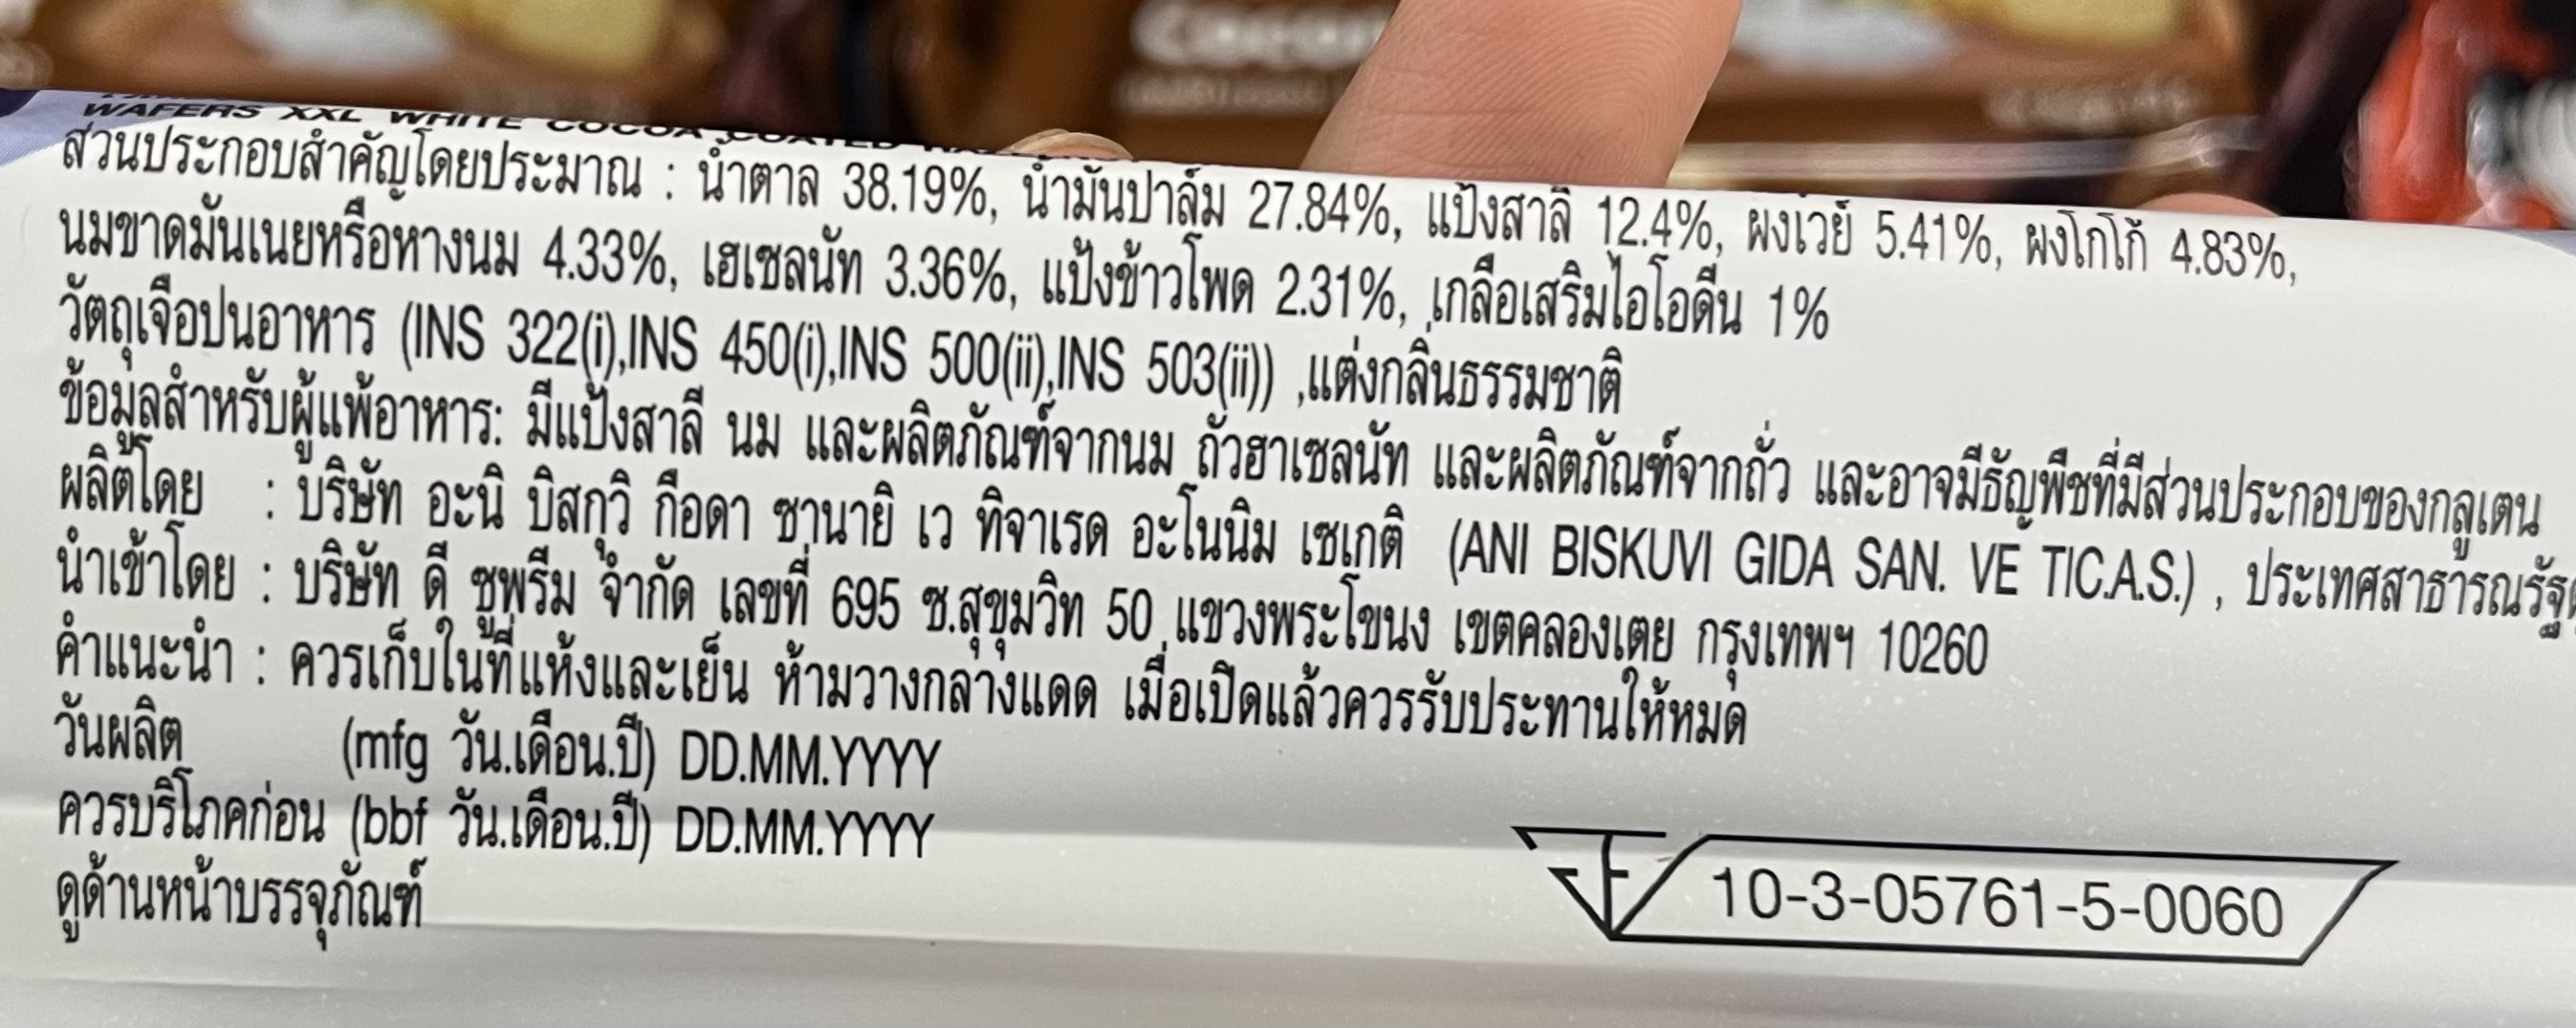 WAFERS XXL WHITE COCOA COATED
ส่วนประกอบสำคัญโดยประมาณ : น้ำตาล 38.19%, น้ำมันปาล์ม 27.84%, แป้งสาลี 12.4%, ผงเวย์ 5.41%, ผงโกโก้ 4.83%,
นมขาดมันเนยหรือหางนม 4.33%, เฮเซลนัท 3.36%, แป้งข้าวโพด 2.31%, เกลือเสริมไอโอดีน 1%
วัตถุเจือปนอาหาร (INS 322(i),INS 450(i),INS 500(ii),INS 503(ii)) ,แต่งกลิ่นธรรมชาติ
ข้อมูลสำหรับผู้แพ้อาหาร: มีแป้งสาลี นม และผลิตภัณฑ์จากนม ถั่วฮาเซลนัท และผลิตภัณฑ์จากถั่ว และอาจมีธัญพืชที่มีส่วนประกอบของกลูเตน
ผลิตโดย : บริษัท อะนิ บิสกุวิ กือดา ซานายิ เว ทิจาเรด อะโนนิม เซเกติ (ANI BISKUVI GIDA SAN. VE TIC.A.S.) , ประเทศสาธารณรัฐ
นำเข้าโดย : บริษัท ดี ซูพรีม จำกัด เลขที่ 695 ซ.สุขุมวิท 50 แขวงพระโขนง เขตคลองเตย กรุงเทพฯ 10260
คำแนะนำ : ควรเก็บในที่แห้งและเย็น ห้ามวางกลางแดด เมื่อเปิดแล้วควรรับประทานให้หมด
วันผลิต (mfg วัน.เดือน.ปี) DD.MM.YYYY
ควรบริโภคก่อน (bbf วัน.เดือน.ปี) DD.MM.YYYY
ดูด้านหน้าบรรจุภัณฑ์
10-3-05761-5-0060